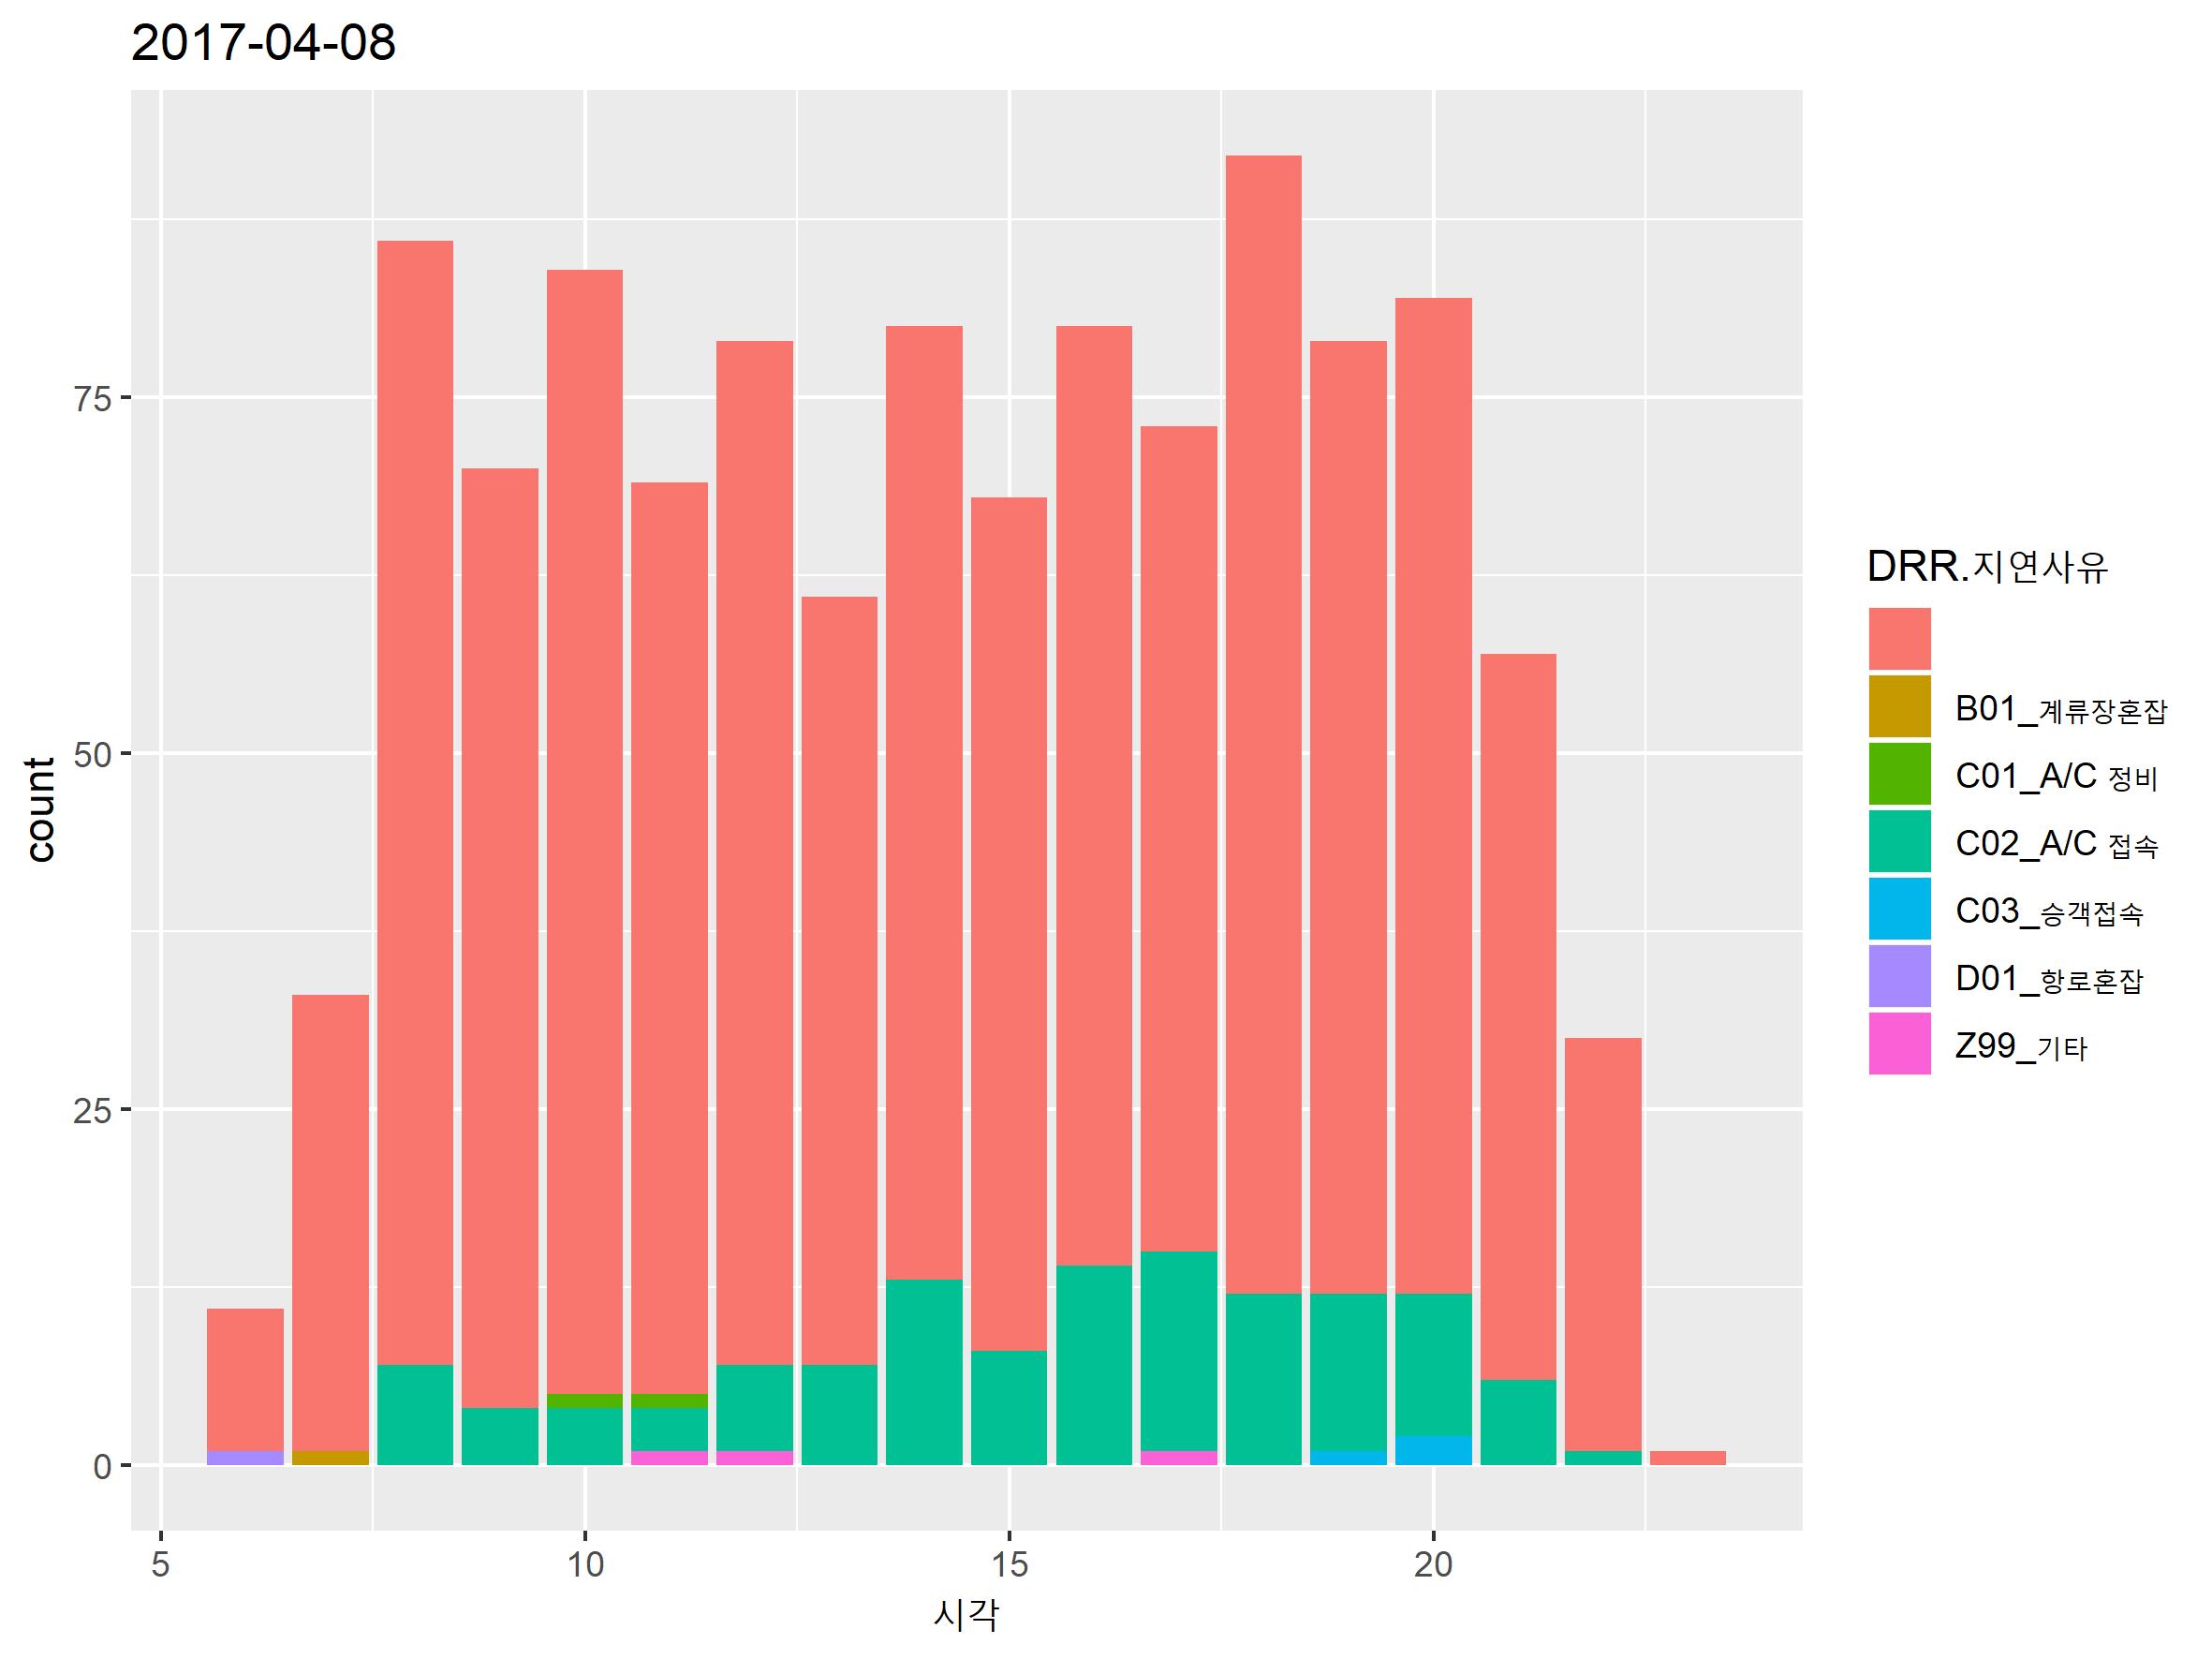 2017-04-08
75
50
25
0
count
5 10 15 20
시각
DRR.지연사유
B01_계류장혼잡
C01_A/C 정비
C02_A/C 접속
C03_승객접속
D01_항로혼잡
Z99_기타